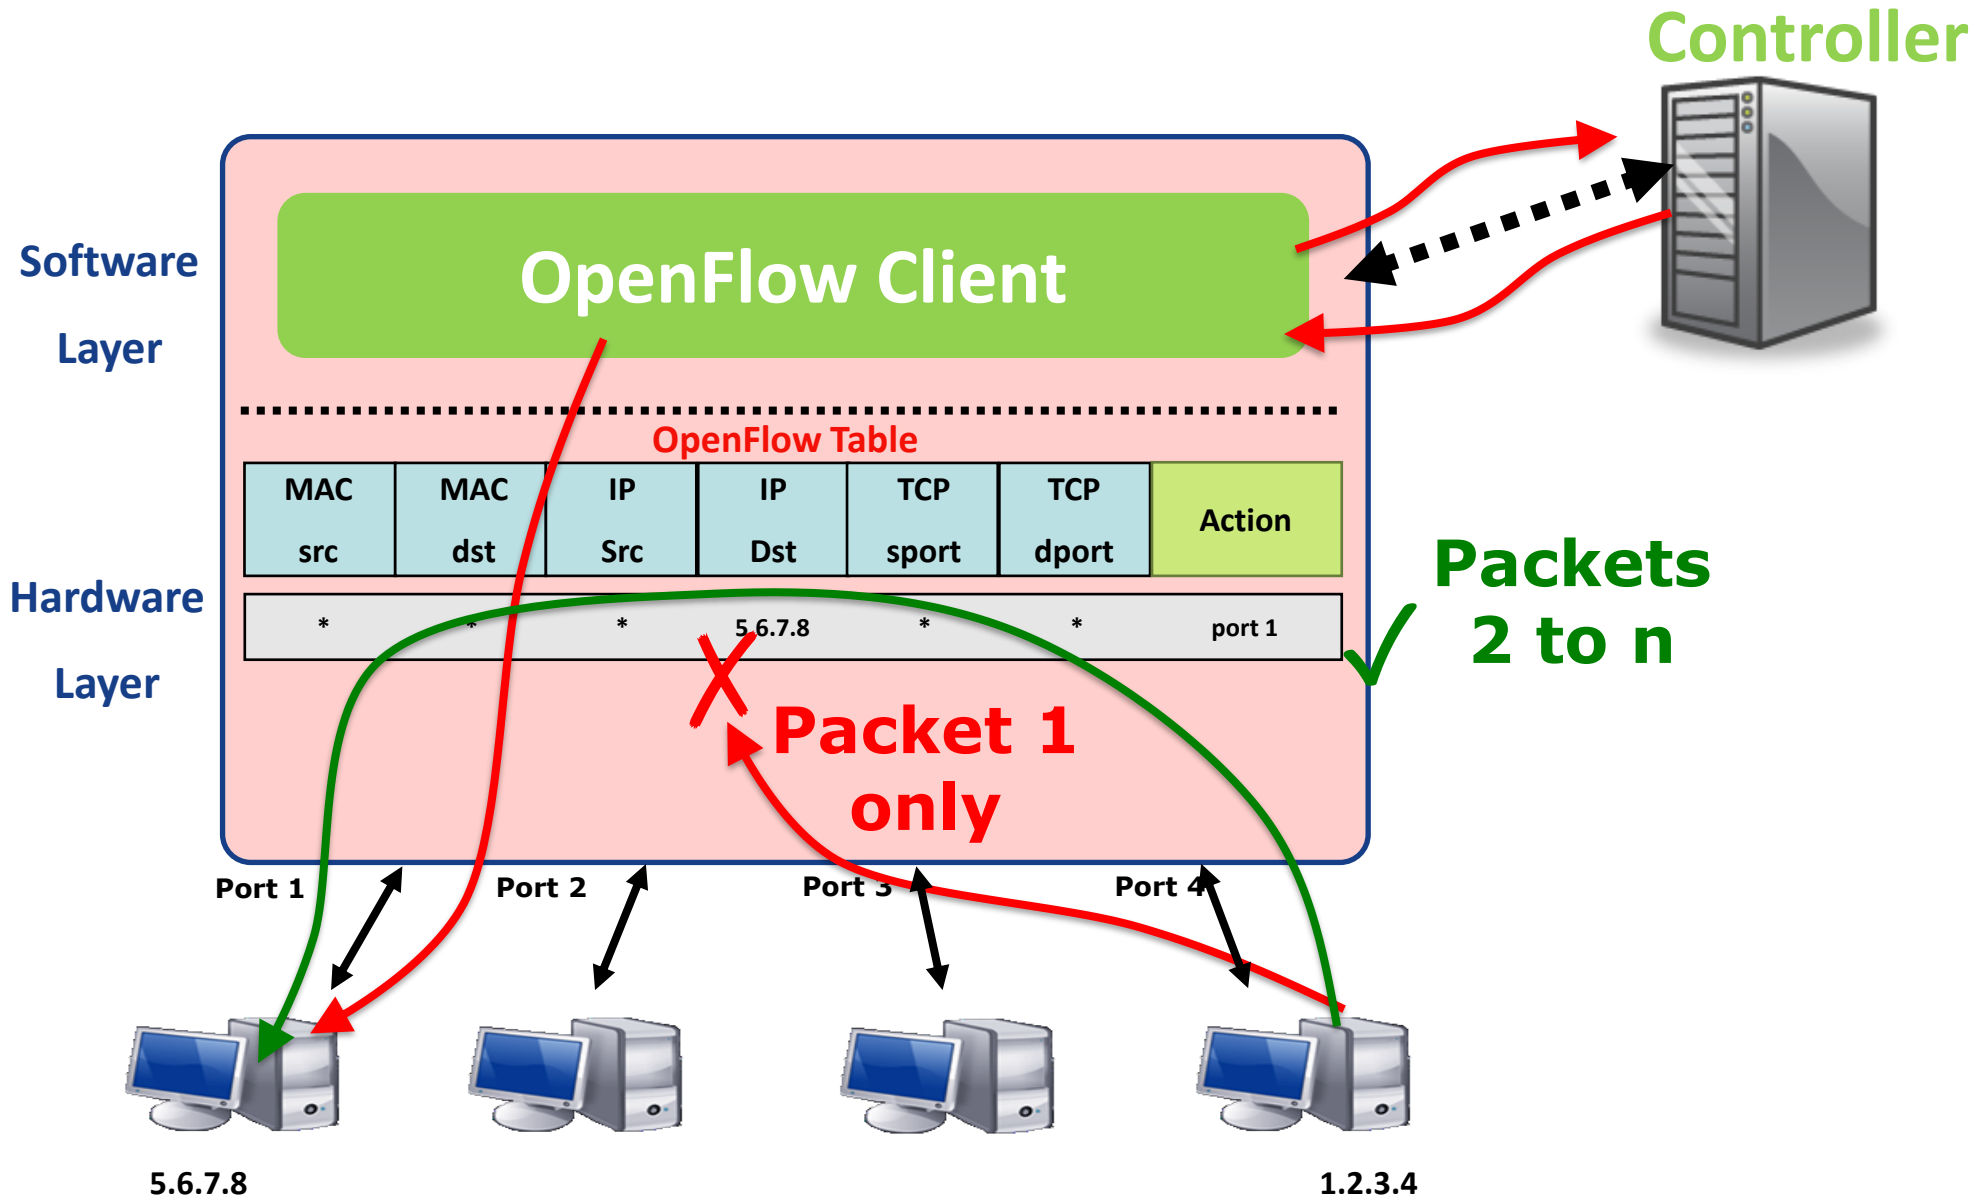 Controller
OpenFlow Client
Software
Layer
OpenFlow Table
MAC
src
MAC
dst
IP
Src
IP
Dst
TCP
sport
TCP
dport
Action
* * * 5.6.7.8 * * port 1
Hardware
Layer
Packets
2 to n
Packet 1
only
Port 1
Port 2
Port 3
Port 4
5.6.7.8
1.2.3.4